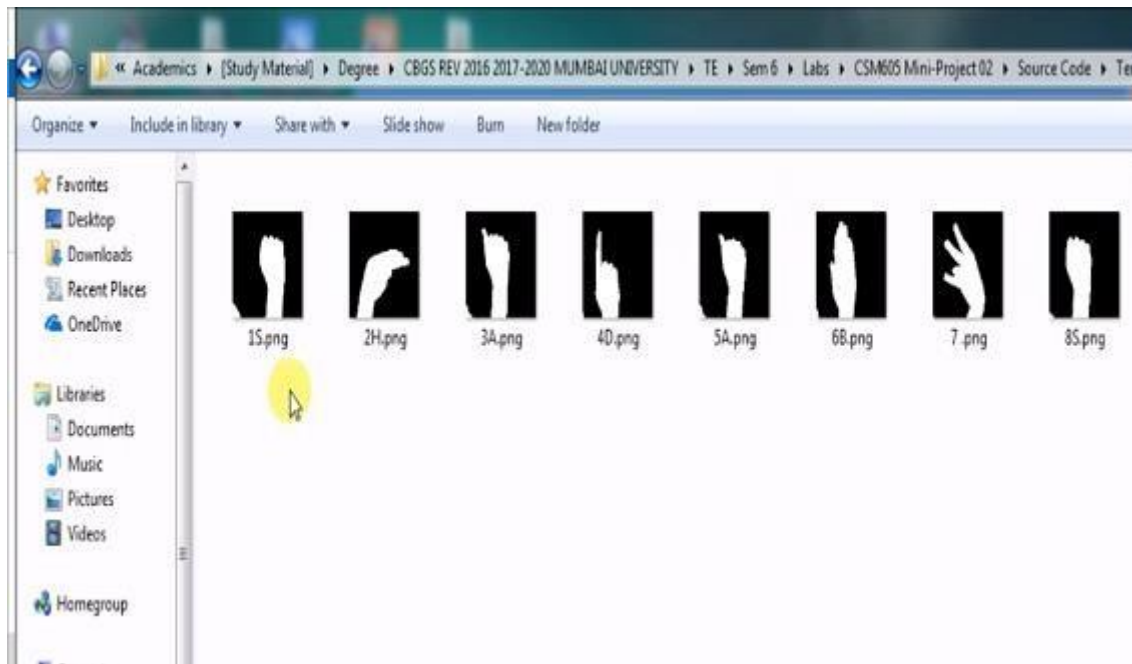 « Academics ▸ [Study Material] ▸ Degree ▸ CBGS REV 2016 2017-2020 MUMBAI UNIVERSITY ▸ TE ▸ Sem 6 ▸ Labs ▸ CSM605 Mini-Project 02 ▸ Source Code ▸
Organize ▾ Include in library ▾ Share with ▾ Slide show Burn New folder
Favorites
Desktop
Downloads
Recent Places
OneDrive
1S.png 2H.png 3A.png 4D.png 5A.png 6B.png 7 .png 8S.png
Libraries
Documents
Music
Pictures
Videos
Homegroup